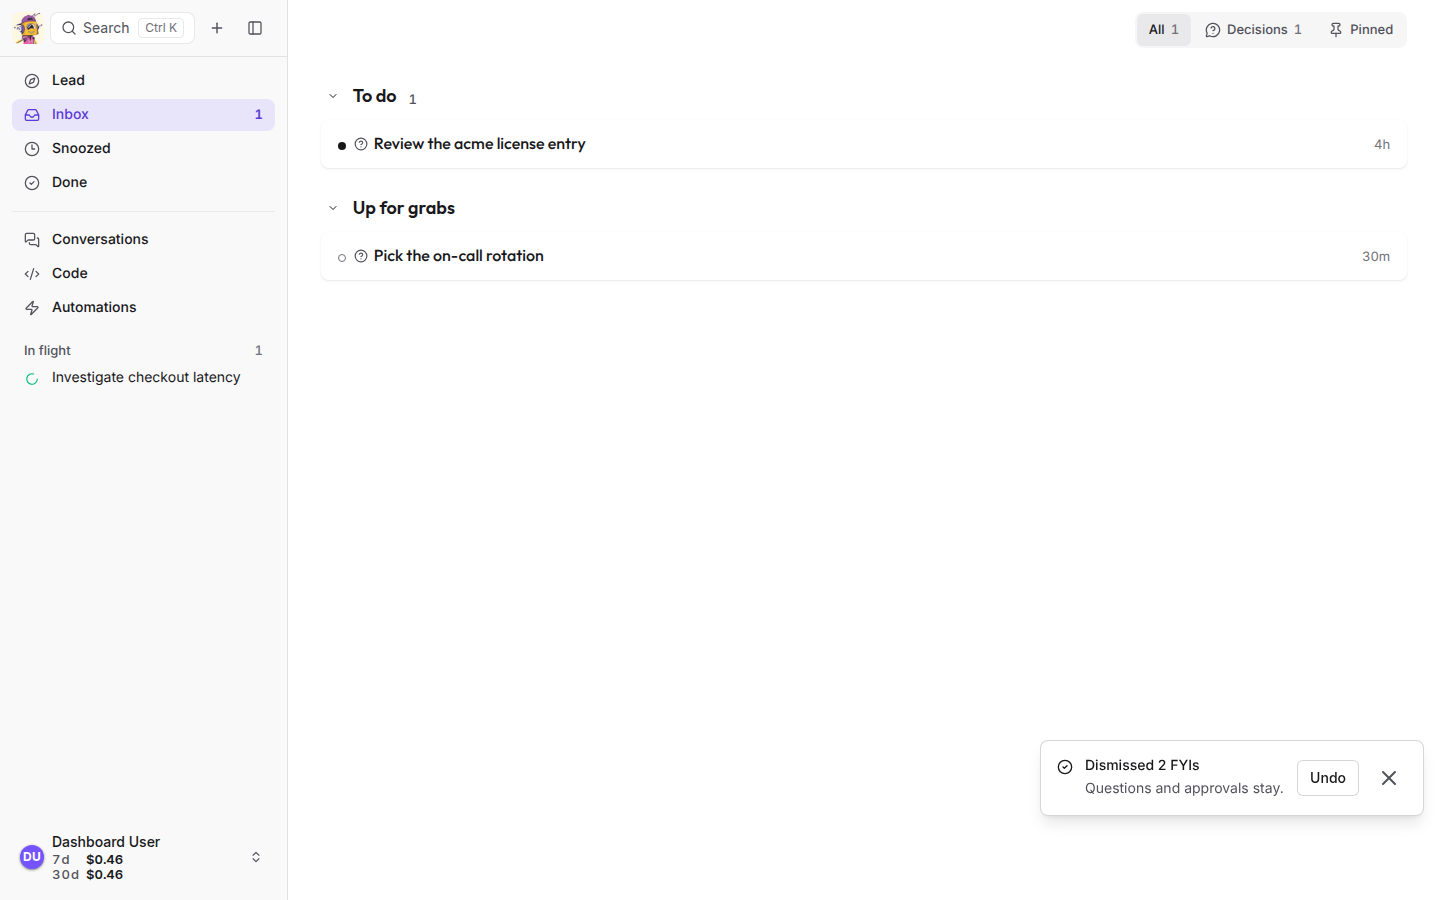 Search Ctrl K
Lead
Inbox 1
Snoozed
Done
Conversations
Code
Automations
In flight 1
Investigate checkout latency
DU
Dashboard User
7d $0.46
30d $0.46
All 1 Decisions 1 Pinned
To do 1
Review the acme license entry 4h
Up for grabs
Pick the on-call rotation 30m
Dismissed 2 FYIs
Questions and approvals stay.
Undo